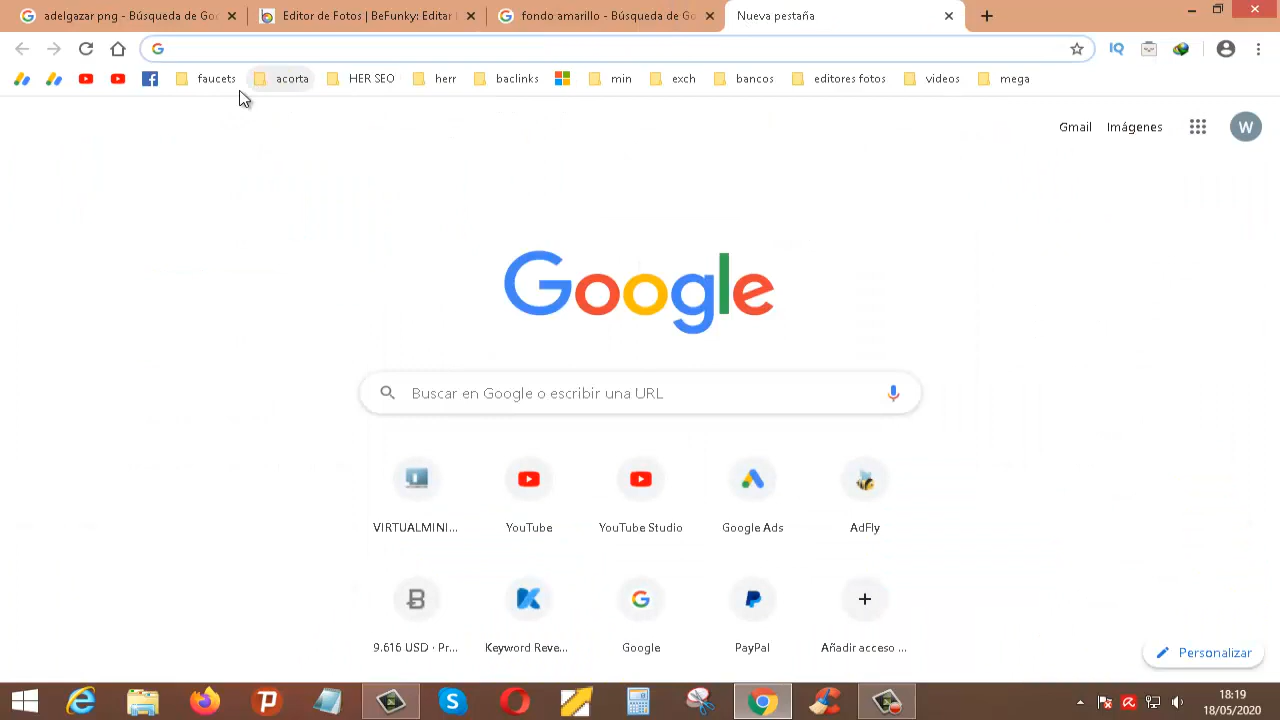 adelgazar png - Búsqueda de Go
Editor de Fotos | BeFunky: Editar
fondo amarillo - Búsqueda de Go
Nueva pestaña
faucets
acorta
HER SEO
herr
baclinks
min
exch
bancos
editores fotos
videos
mega
Gmail
Imágenes
W
Google
Buscar en Google o escribir una URL
VIRTUALMINI...
YouTube
YouTube Studio
Google Ads
AdFly
9.616 USD · Pr...
Keyword Reve...
Google
PayPal
Añadir acceso ...
Personalizar
18:19
18/05/2020